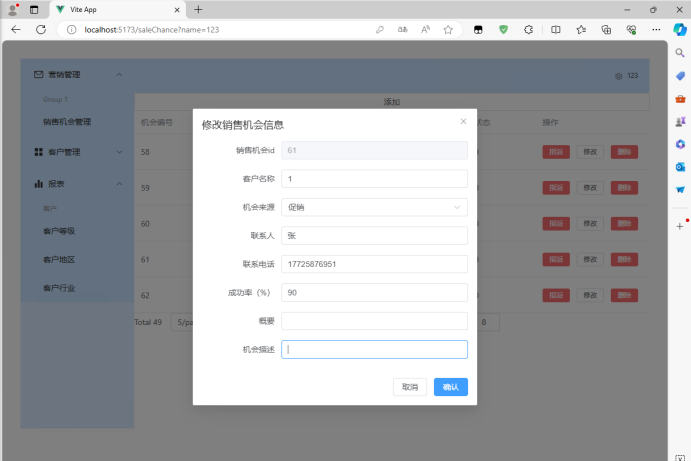 Vite App
localhost:5173/saleChance?name=123
营销管理
123
Group 1
添加
销售机会管理
机会编号
状态
操作
客户管理
58
指派
修改
删除
报表
59
指派
修改
删除
客户
客户等级
60
指派
修改
删除
客户地区
61
指派
修改
删除
客户行业
62
指派
修改
删除
Total 49
5/pa
8
修改销售机会信息
销售机会id
61
客户名称
1
机会来源
促销
联系人
张
联系电话
17725876951
成功率（%）
90
概要
机会描述
取消
确认